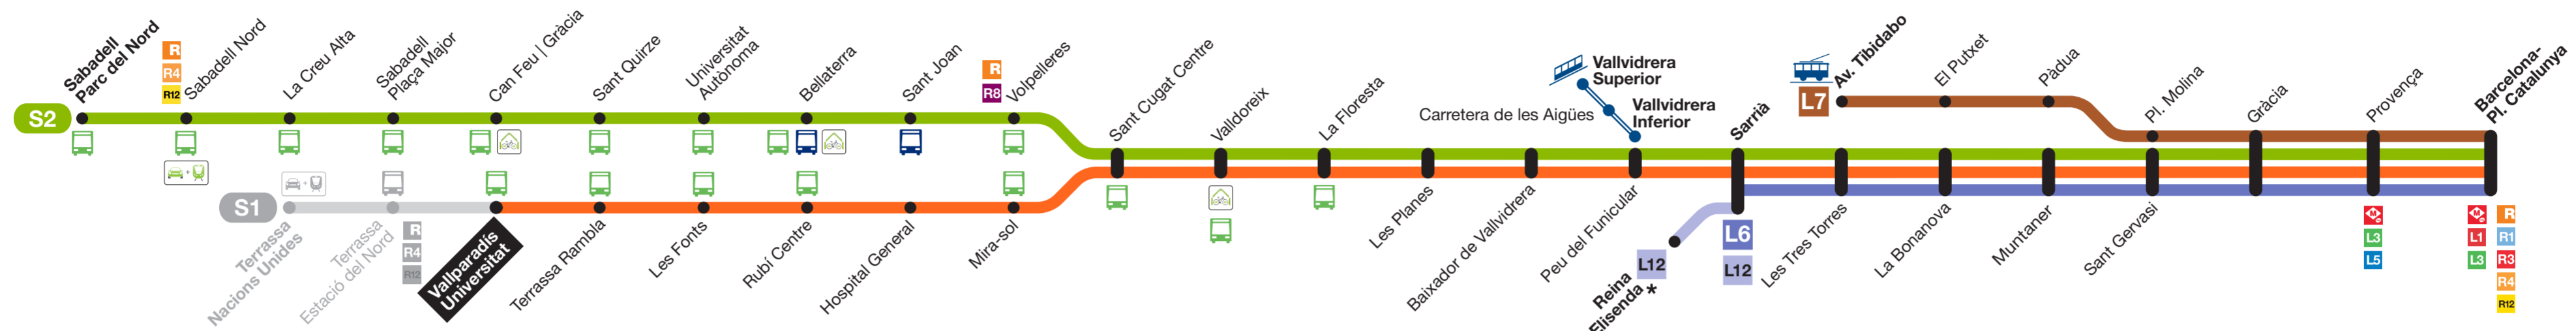 S2
Sabadell
Parc del Nord
R
R4
R12
Sabadell Nord
La Creu Alta
Sabadell
Plaça Major
Can Feu | Gràcia
Sant Quirze
Universitat
Autònoma
Bellaterra
Sant Joan
R
R8
Volpelleres
Sant Cugat Centre
Valldoreix
La Floresta
Les Planes
Baixador de Vallvidrera
Peu del Funicular
Carretera de les Aigües
Vallvidrera
Superior
Vallvidrera
Inferior
Sarrià
L6
L12
Reina
Elisenda *
L12
Les Tres Torres
La Bonanova
Muntaner
Sant Gervasi
L7
Av. Tibidabo
El Putxet
Pàdua
Pl. Molina
Gràcia
Provença
M
L3
L5
Barcelona-
Pl. Catalunya
M
L1
L3
R
R1
R3
R4
R12
S1
Terrassa
Nacions Unides
Terrassa
Estació del Nord
R
R4
R12
Vallparadís
Universitat
Terrassa Rambla
Les Fonts
Rubí Centre
Hospital General
Mira-sol